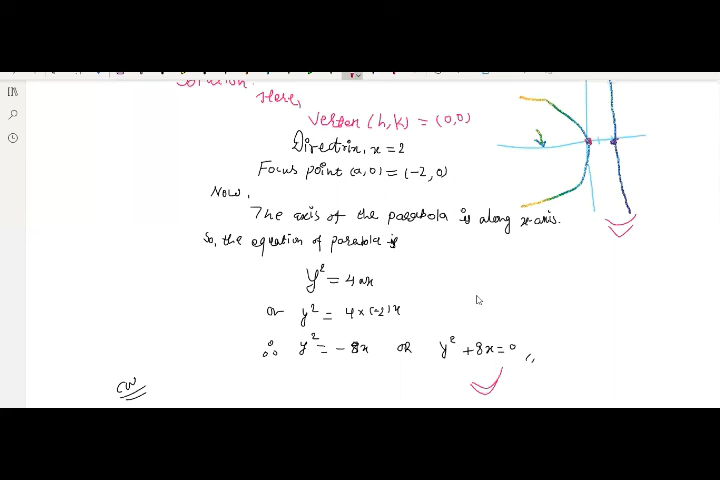 Solution:
Here,
Vertex (h,k) = (0,0)
Directrix, x = 2
Focus point (a,0) = (-2,0)
Now,
The axis of the parabola is along x-axis.
So, the equation of parabola is
y² = 4ax
or y² = 4×(-2)x
∴ y² = -8x or y² + 8x = 0,,
CW